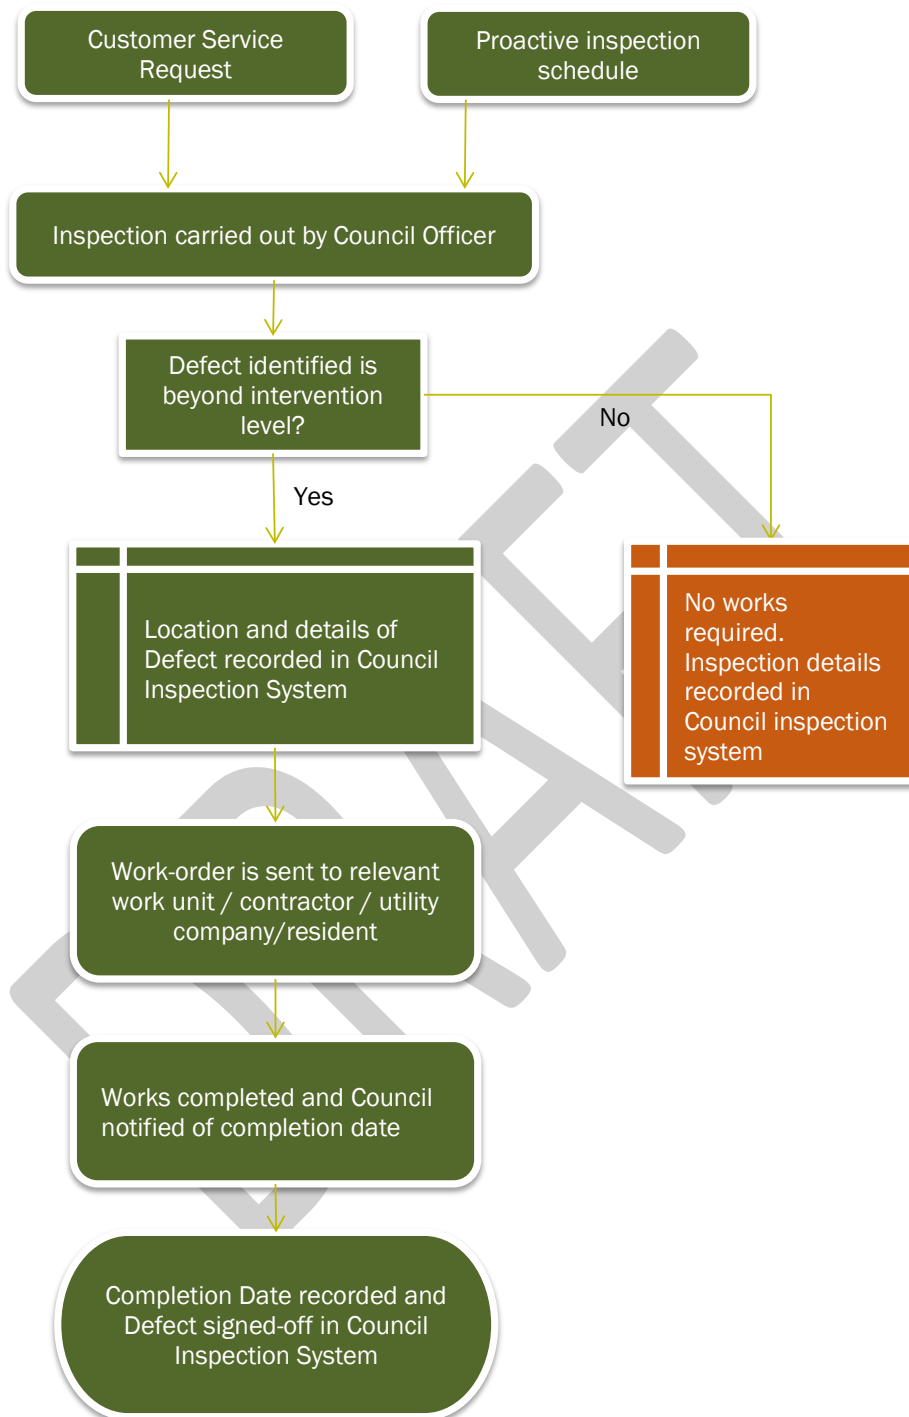 Customer Service
Request
Proactive inspection
schedule
Inspection carried out by Council Officer
Defect identified is
beyond intervention
level?
No
Yes
Location and details of
Defect recorded in Council
Inspection System
No works
required.
Inspection details
recorded in
Council inspection
system
Work-order is sent to relevant
work unit / contractor / utility
company/resident
Works completed and Council
notified of completion date
Completion Date recorded and
Defect signed-off in Council
Inspection System
DRAFT